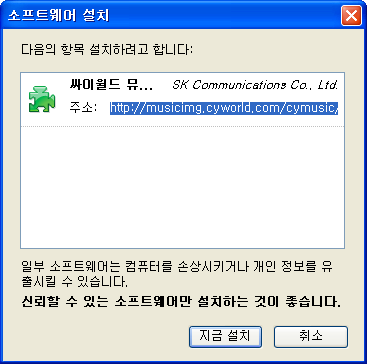 소프트웨어 설치
다음의 항목 설치하려고 합니다:
싸이월드 뮤... SK Communications Co., Ltd.
주소: http://musicimg.cyworld.com/cymusic/
일부 소프트웨어는 컴퓨터를 손상시키거나 개인 정보를 유
출시킬 수 있습니다.
신뢰할 수 있는 소프트웨어만 설치하는 것이 좋습니다.
지금 설치 취소